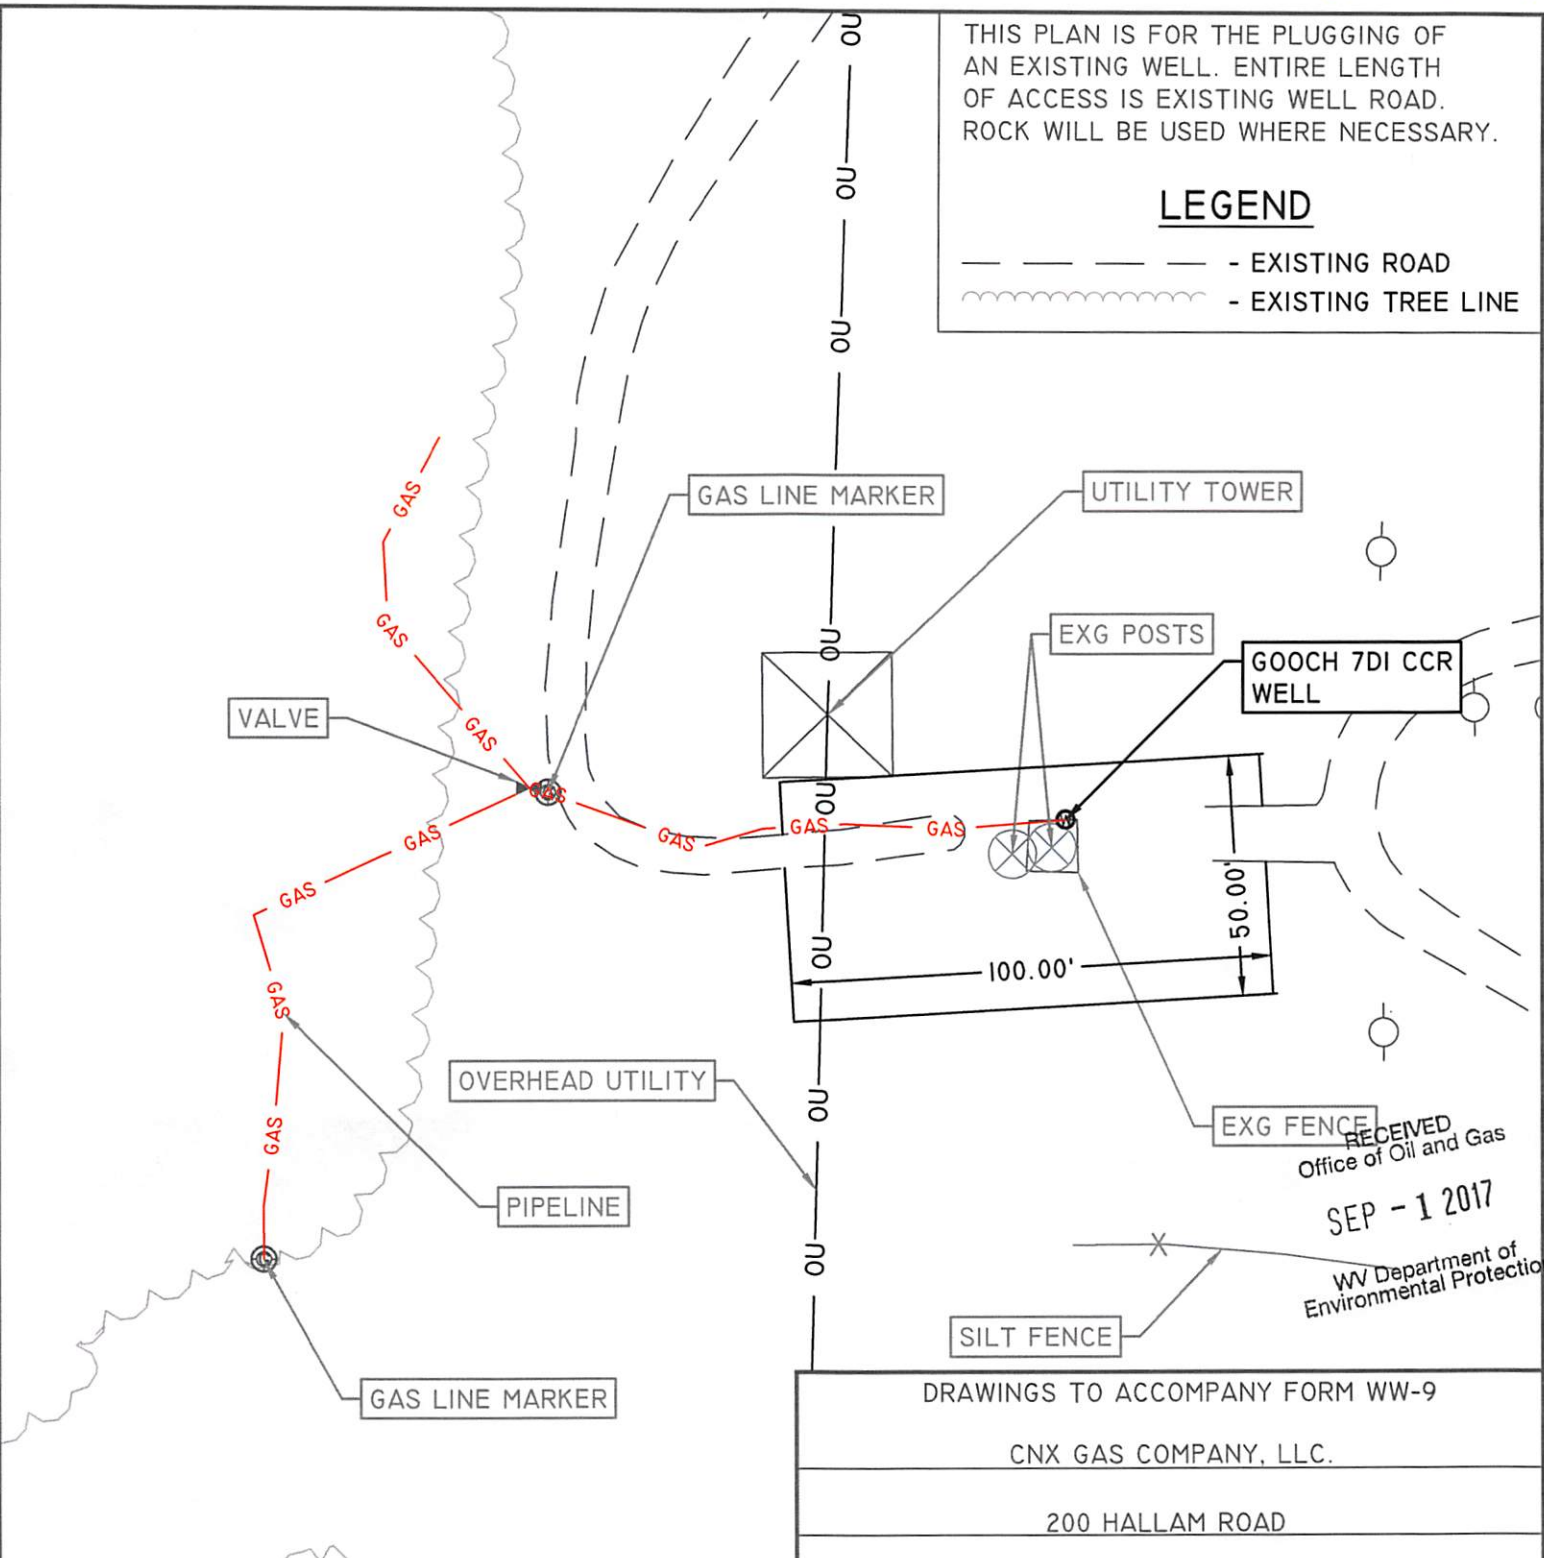 THIS PLAN IS FOR THE PLUGGING OF
AN EXISTING WELL. ENTIRE LENGTH
OF ACCESS IS EXISTING WELL ROAD.
ROCK WILL BE USED WHERE NECESSARY.
LEGEND
- EXISTING ROAD
- EXISTING TREE LINE
OU
OU
OU
GAS LINE MARKER
UTILITY TOWER
GAS
GAS
EXG POSTS
OU
GOOCH 7D1 CCR
WELL
VALVE
GAS
GAS
OU
GAS
GAS
GAS
GAS
W
GAS
50.00'
OU
100.00'
GAS
OVERHEAD UTILITY
OU
GAS
EXG FENCE
RECEIVED
Office of Oil and Gas
SEP - 1 2017
WV Department of
Environmental Protectio
PIPELINE
OU
G
SILT FENCE
GAS LINE MARKER
DRAWINGS TO ACCOMPANY FORM WW-9
CNX GAS COMPANY, LLC.
200 HALLAM ROAD